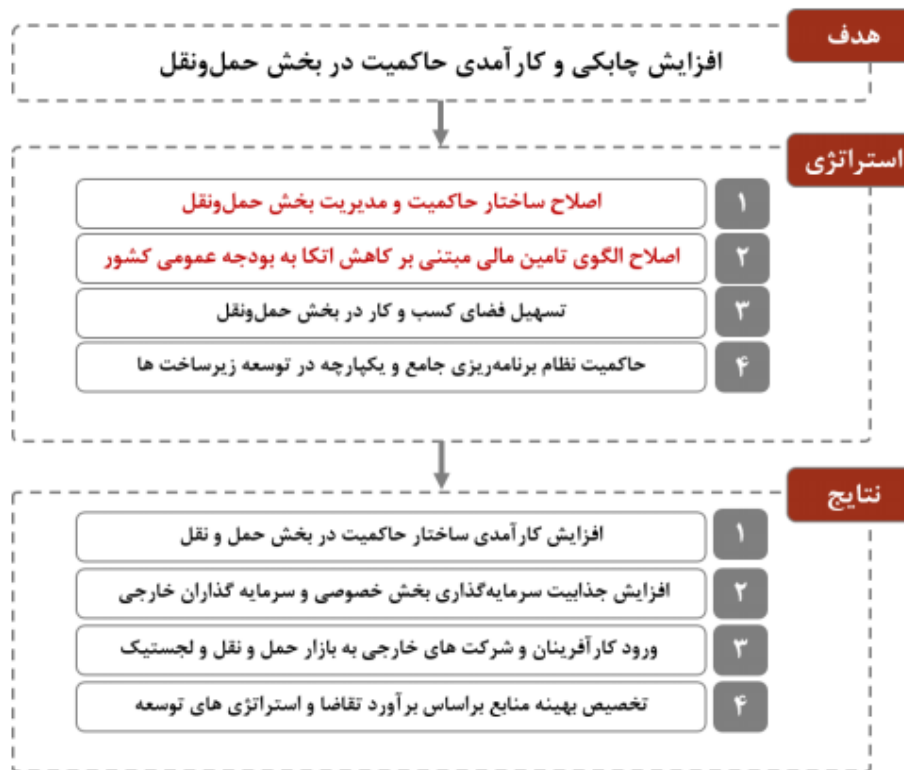 هدف
افزایش چابکی و کارآمدی حاکمیت در بخش حمل‌ونقل
استراتژی
۱ اصلاح ساختار حاکمیت و مدیریت بخش حمل‌ونقل
۲ اصلاح الگوی تامین مالی مبتنی بر کاهش اتکا به بودجه عمومی کشور
۳ تسهیل فضای کسب و کار در بخش حمل‌ونقل
۴ حاکمیت نظام برنامه‌ریزی جامع و یکپارچه در توسعه زیرساخت ها
نتایج
۱ افزایش کارآمدی ساختار حاکمیت در بخش حمل و نقل
۲ افزایش جذابیت سرمایه‌گذاری بخش خصوصی و سرمایه گذاران خارجی
۳ ورود کارآفرینان و شرکت های خارجی به بازار حمل و نقل و لجستیک
۴ تخصیص بهینه منابع براساس برآورد تقاضا و استراتژی های توسعه